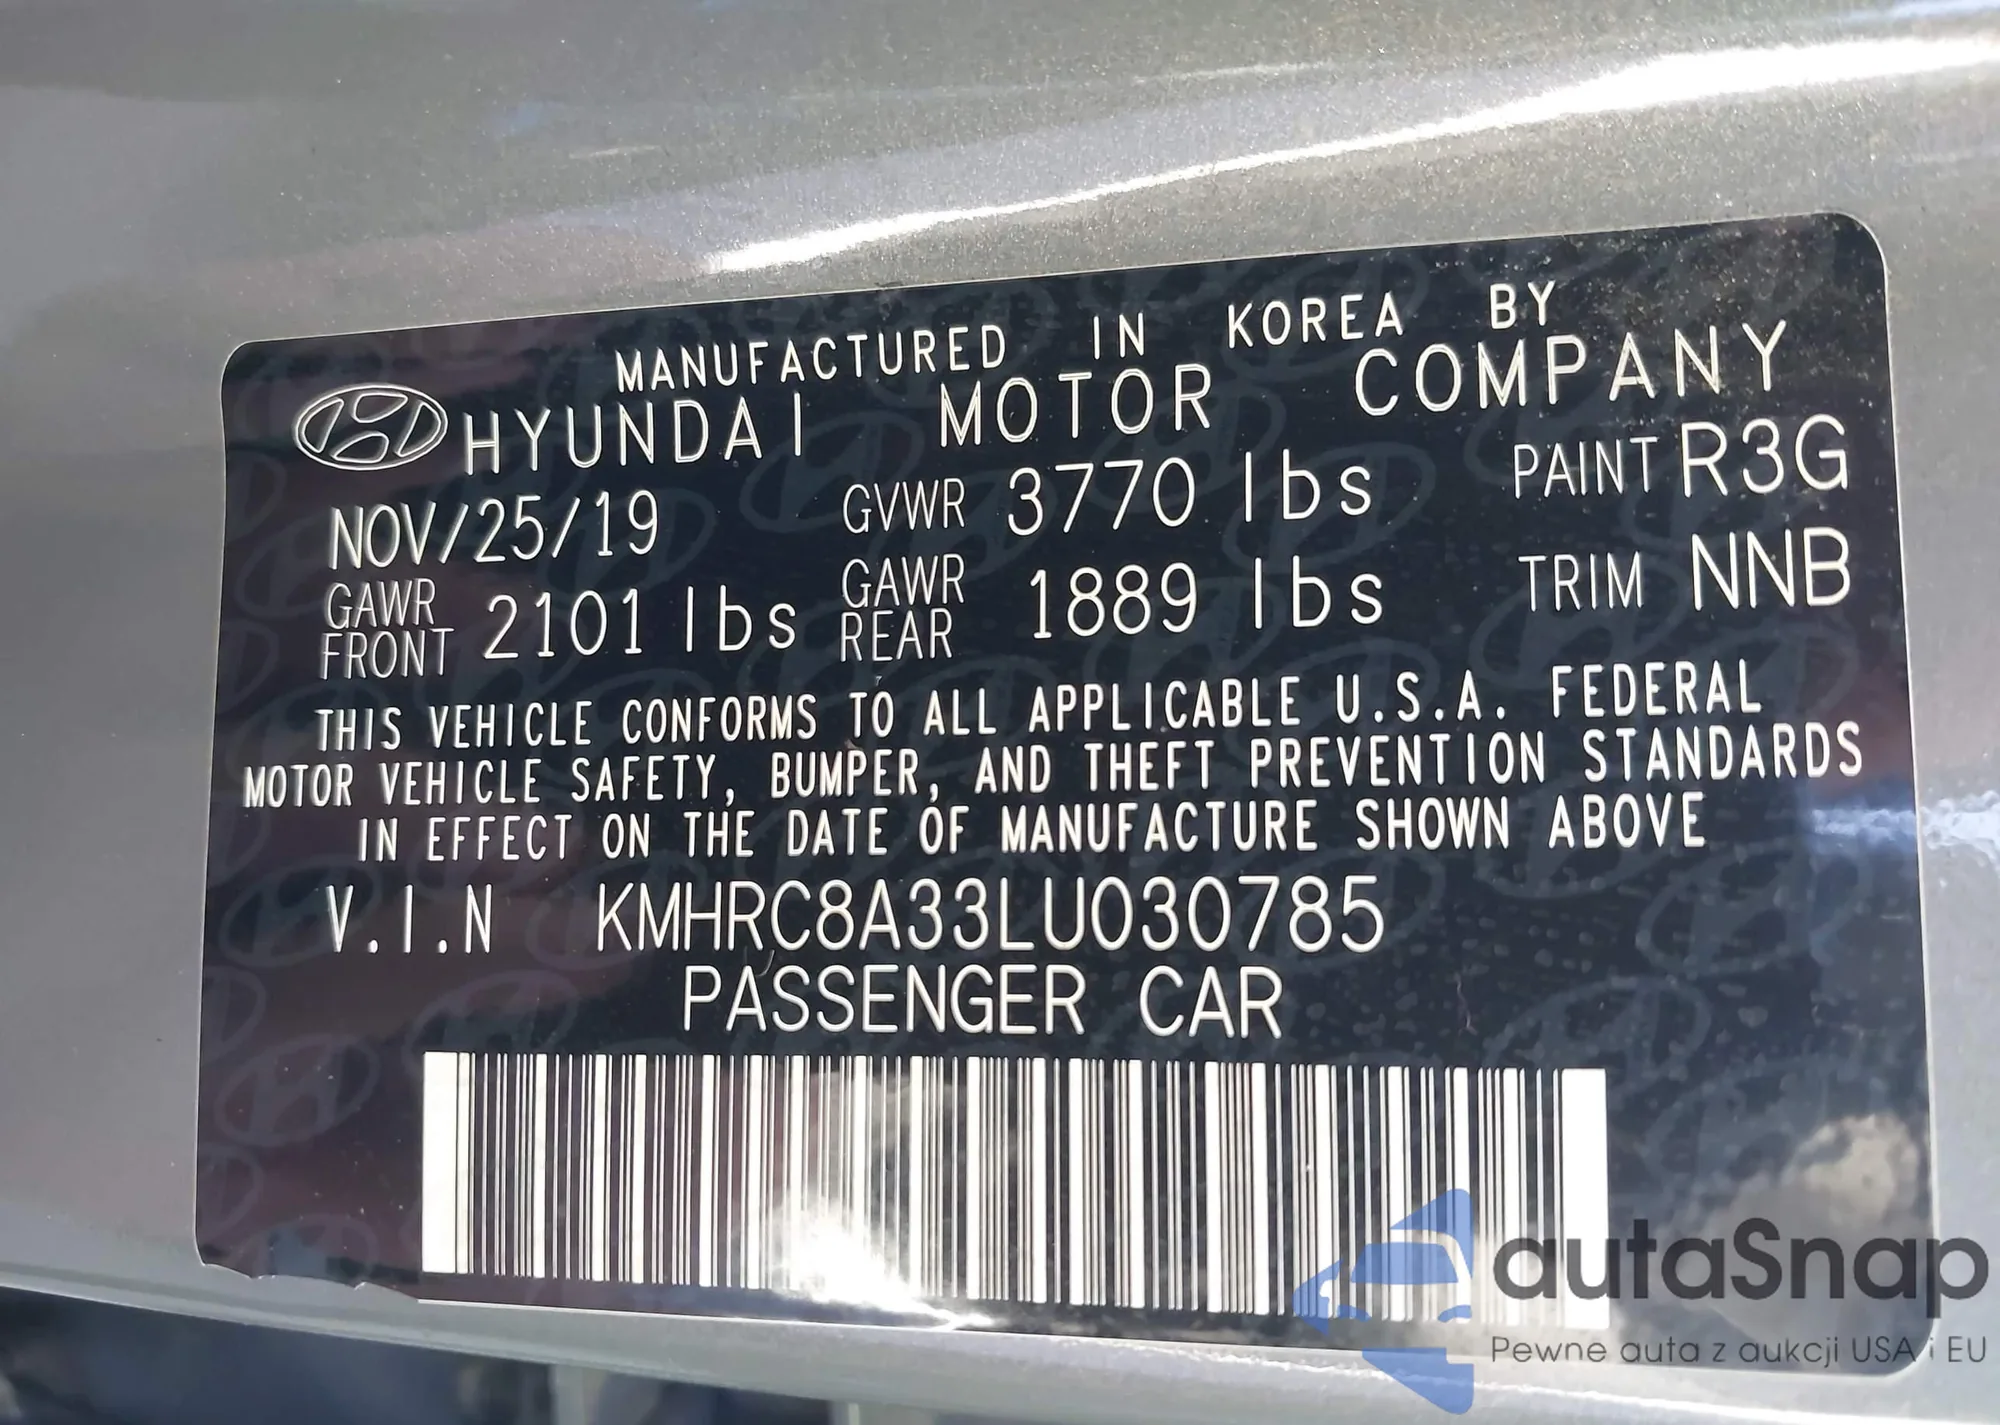 MANUFACTURED IN KOREA BY
HYUNDAI MOTOR COMPANY
NOV/25/19 GVWR 3770 lbs PAINT R3G
GAWR FRONT 2101 lbs GAWR REAR 1889 lbs TRIM NNB
THIS VEHICLE CONFORMS TO ALL APPLICABLE U.S.A. FEDERAL
MOTOR VEHICLE SAFETY, BUMPER, AND THEFT PREVENTION STANDARDS
IN EFFECT ON THE DATE OF MANUFACTURE SHOWN ABOVE
V.I.N KMHRC8A33LU030785
PASSENGER CAR
autaSnap
Pewne auta z aukcji USA i EU